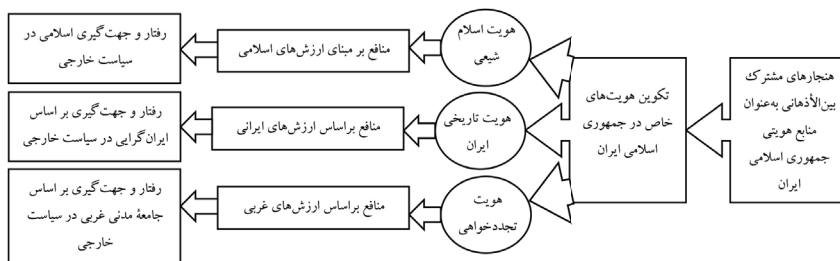 هنجارهای مشترک
بین‌الأذهانی به‌عنوان
منابع هویتی
جمهوری اسلامی
ایران
تکوین هویت‌های
خاص در جمهوری
اسلامی ایران
هویت اسلام
شیعی
منافع بر مبنای ارزش‌های اسلامی
رفتار و جهت‌گیری اسلامی در
سیاست خارجی
هویت تاریخی
ایران
منافع براساس ارزش‌های ایرانی
رفتار و جهت‌گیری بر اساس
ایران‌گرایی در سیاست خارجی
هویت
تجددخواهی
منافع براساس ارزش‌های غربی
رفتار و جهت‌گیری بر اساس
جامعۀ مدنی غربی در سیاست
خارجی